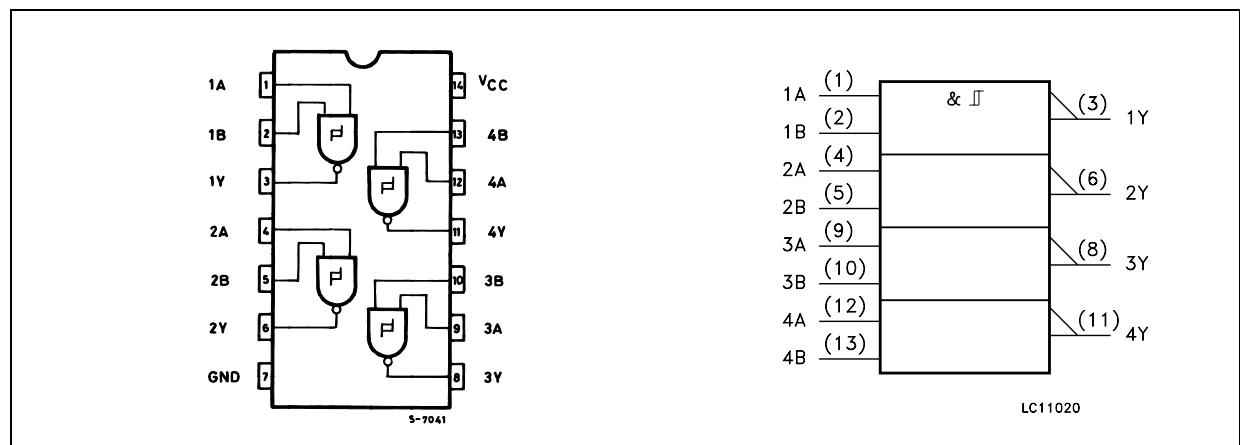 1A 1 14 VCC
1B 2 13 4B
1Y 3 12 4A
2A 4 11 4Y
2B 5 10 3B
2Y 6 9 3A
GND 7 8 3Y
S-7041
1A (1) & (3) 1Y
1B (2)
2A (4) (6) 2Y
2B (5)
3A (9) (8) 3Y
3B (10)
4A (12) (11) 4Y
4B (13)
LC11020